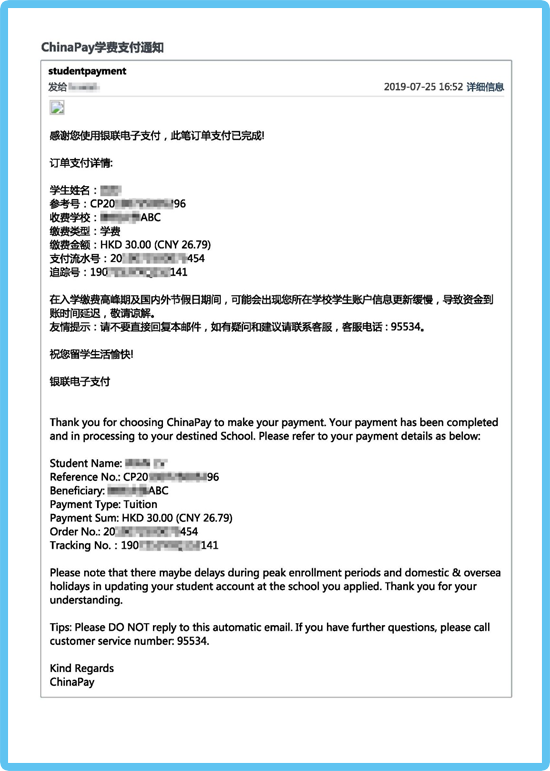 ChinaPay学费支付通知
studentpayment
发给
2019-07-25 16:52 详细信息
感谢您使用银联电子支付，此笔订单支付已完成!
订单支付详情:
学生姓名：
参考号：CP20 96
收费学校： ABC
缴费类型：学费
缴费金额：HKD 30.00 (CNY 26.79)
支付流水号：20 454
追踪号：190 141
在入学缴费高峰期及国内外节假日期间，可能会出现您所在学校学生账户信息更新缓慢，导致资金到
账时间延迟，敬请谅解。
友情提示：请不要直接回复本邮件，如有疑问和建议请联系客服，客服电话 : 95534。
祝您留学生活愉快!
银联电子支付
Thank you for choosing ChinaPay to make your payment. Your payment has been completed
and in processing to your destined School. Please refer to your payment details as below:
Student Name:
Reference No.: CP20 96
Beneficiary: ABC
Payment Type: Tuition
Payment Sum: HKD 30.00 (CNY 26.79)
Order No.: 20 454
Tracking No. : 190 141
Please note that there maybe delays during peak enrollment periods and domestic & oversea
holidays in updating your student account at the school you applied. Thank you for your
understanding.
Tips: Please DO NOT reply to this automatic email. If you have further questions, please call
customer service number: 95534.
Kind Regards
ChinaPay